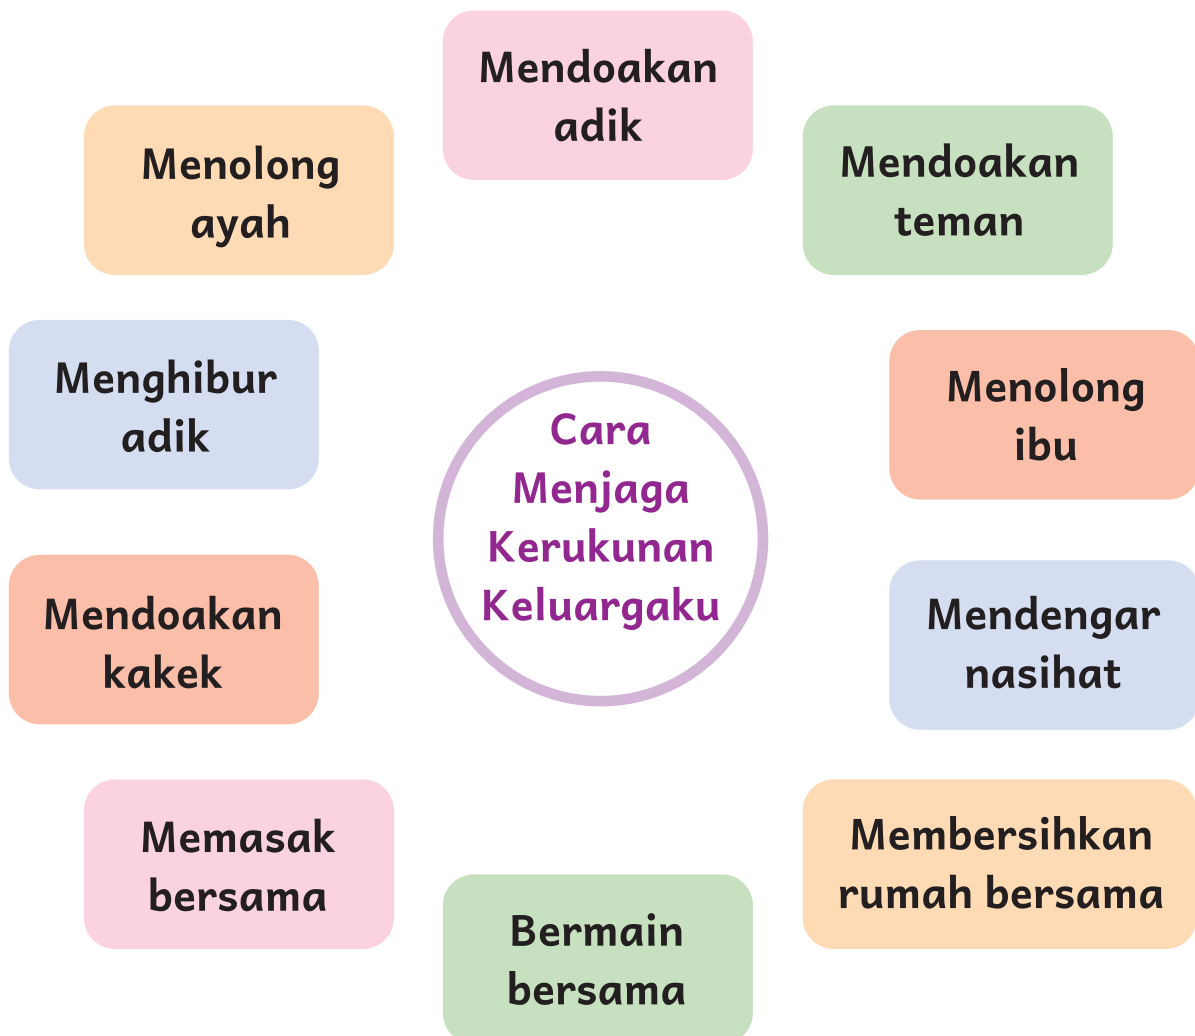 Mendoakan
adik
Menolong
ayah
Mendoakan
teman
Menghibur
adik
Menolong
ibu
Cara
Menjaga
Kerukunan
Keluargaku
Mendoakan
kakek
Mendengar
nasihat
Memasak
bersama
Membersihkan
rumah bersama
Bermain
bersama